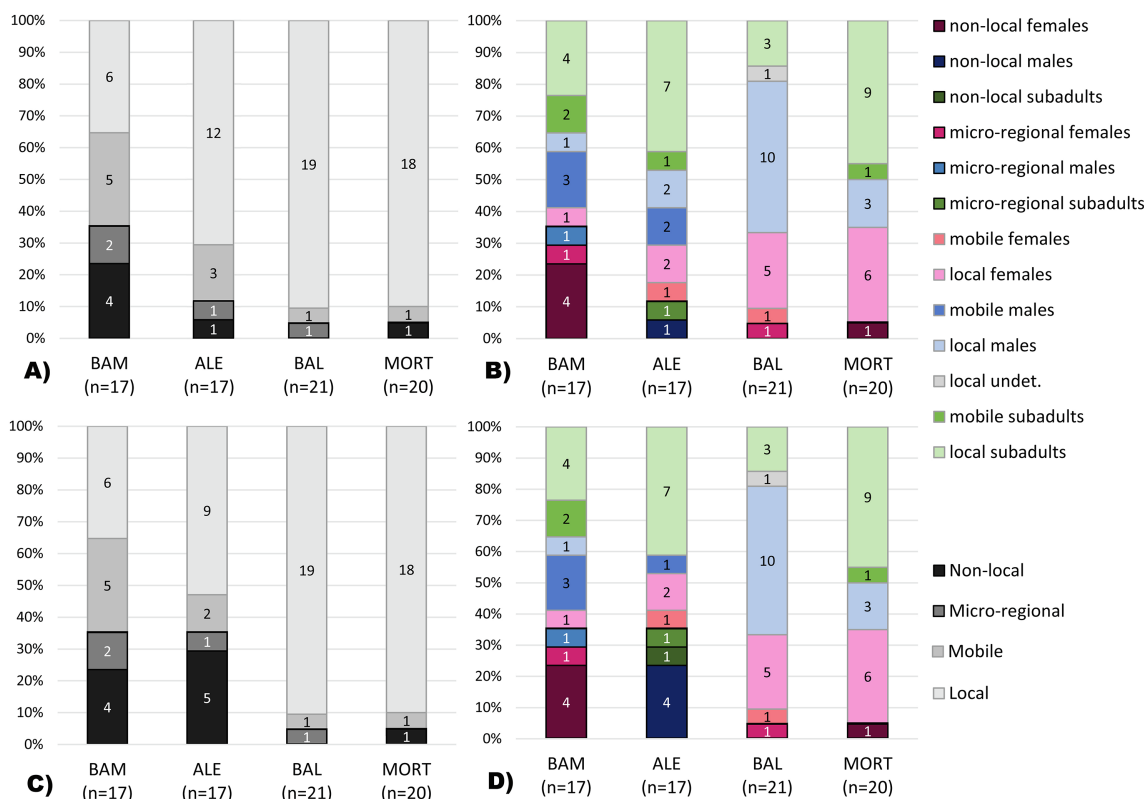 100%
90%
80%
70%
60%
50%
40%
30%
20%
10%
0%
6
5
2
4
12
3
1
1
19
1
1
18
1
1
A)
BAM
(n=17)
ALE
(n=17)
BAL
(n=21)
MORT
(n=20)
100%
90%
80%
70%
60%
50%
40%
30%
20%
10%
0%
4
2
1
3
1
1
1
4
7
1
2
2
2
1
1
1
3
1
10
5
1
1
9
1
3
6
1
B)
BAM
(n=17)
ALE
(n=17)
BAL
(n=21)
MORT
(n=20)
non-local females
non-local males
non-local subadults
micro-regional females
micro-regional males
micro-regional subadults
mobile females
local females
mobile males
local males
local undet.
mobile subadults
local subadults
100%
90%
80%
70%
60%
50%
40%
30%
20%
10%
0%
6
5
2
4
9
2
1
5
19
1
1
18
1
1
C)
BAM
(n=17)
ALE
(n=17)
BAL
(n=21)
MORT
(n=20)
100%
90%
80%
70%
60%
50%
40%
30%
20%
10%
0%
4
2
1
3
1
1
1
4
7
1
2
1
1
1
4
3
1
10
5
1
1
9
1
3
6
1
D)
BAM
(n=17)
ALE
(n=17)
BAL
(n=21)
MORT
(n=20)
Non-local
Micro-regional
Mobile
Local